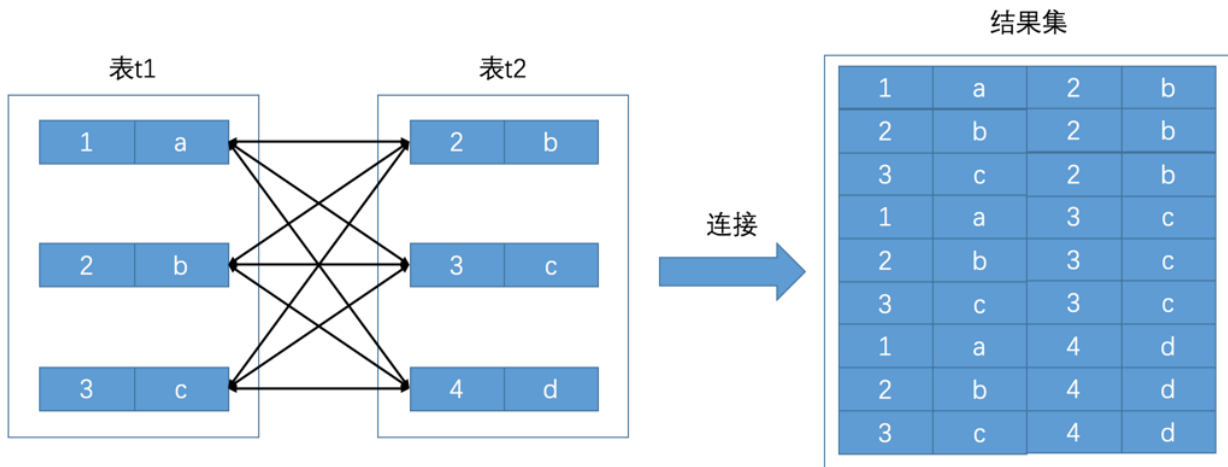 表t1
1 a
2 b
3 c
表t2
2 b
3 c
4 d
连接
结果集
1 a 2 b
2 b 2 b
3 c 2 b
1 a 3 c
2 b 3 c
3 c 3 c
1 a 4 d
2 b 4 d
3 c 4 d